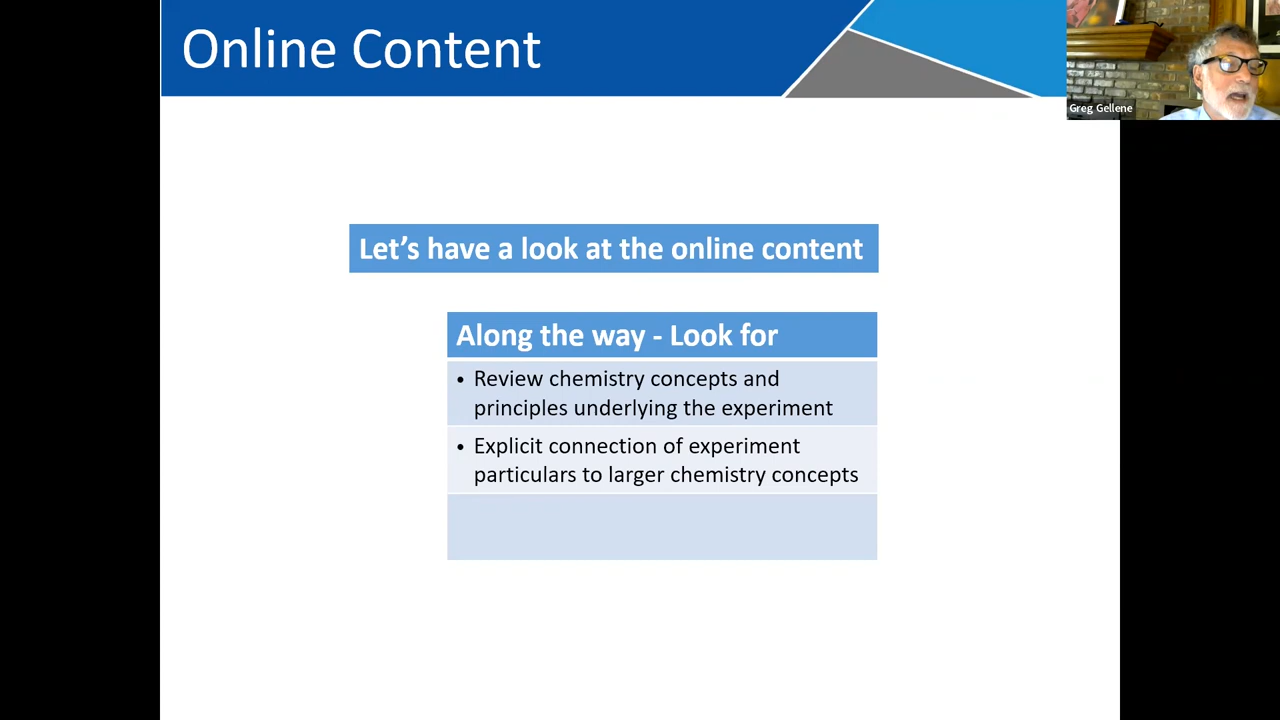 Online Content
Greg Gellene
Let's have a look at the online content
Along the way - Look for
• Review chemistry concepts and
principles underlying the experiment
• Explicit connection of experiment
particulars to larger chemistry concepts